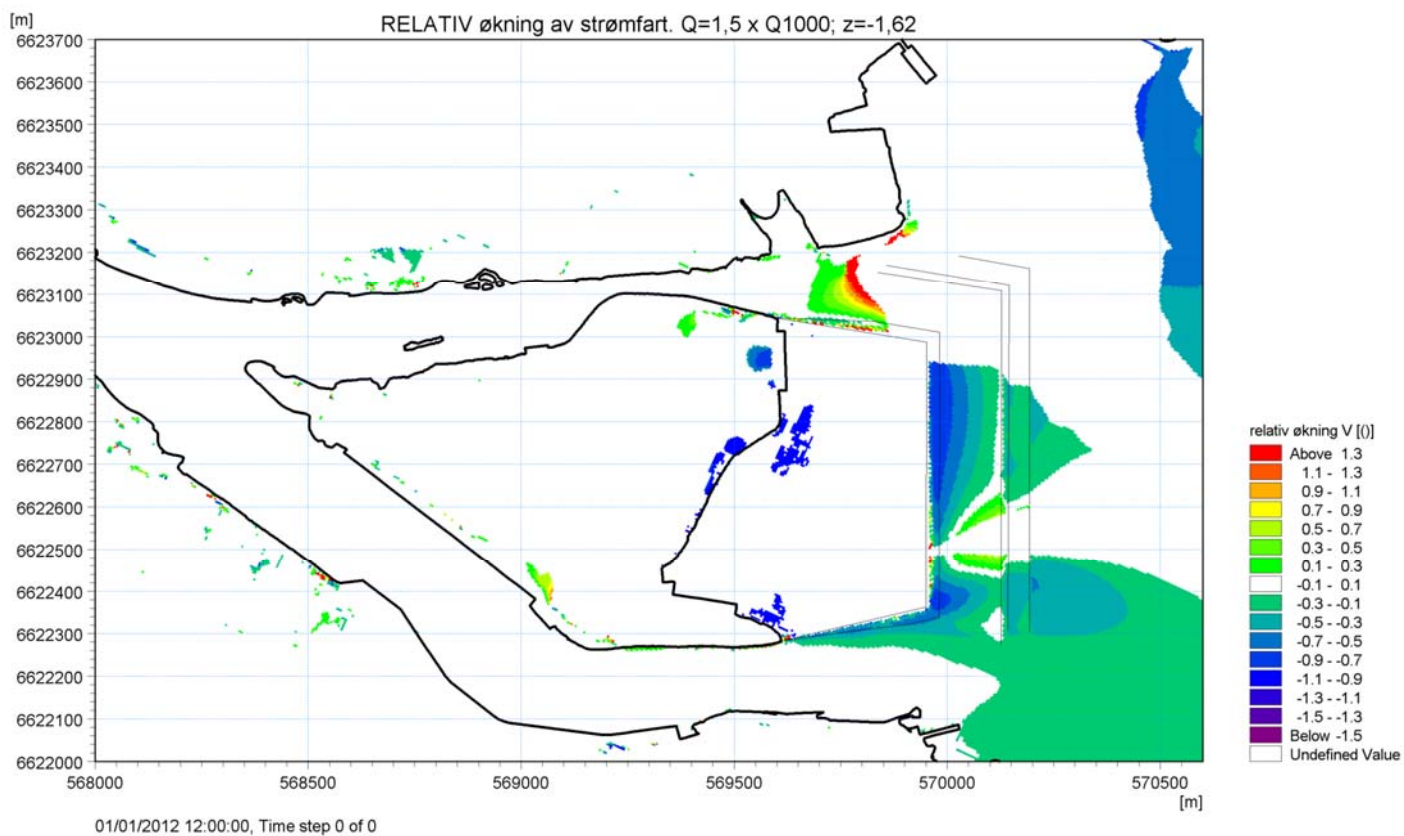 [m]
RELATIV økning av strømfart. Q=1,5 x Q1000; z=-1,62
6623700
6623600
6623500
6623400
6623300
6623200
6623100
6623000
6622900
6622800
6622700
6622600
6622500
6622400
6622300
6622200
6622100
6622000
568000 568500 569000 569500 570000 570500
[m]
relativ økning V [()]
Above 1.3
1.1 - 1.3
0.9 - 1.1
0.7 - 0.9
0.5 - 0.7
0.3 - 0.5
0.1 - 0.3
-0.1 - 0.1
-0.3 - -0.1
-0.5 - -0.3
-0.7 - -0.5
-0.9 - -0.7
-1.1 - -0.9
-1.3 - -1.1
-1.5 - -1.3
Below -1.5
Undefined Value
01/01/2012 12:00:00, Time step 0 of 0